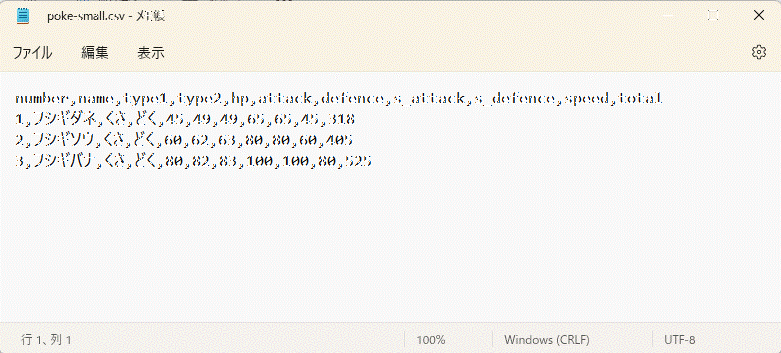 poke-small.csv - メモ帳
ファイル 編集 表示
number,name,type1,type2,hp,attack,defence,s_attack,s_defence,speed,total
1,フシギダネ,くさ,どく,45,49,49,65,65,45,318
2,フシギソウ,くさ,どく,60,62,63,80,80,60,405
3,フシギバナ,くさ,どく,80,82,83,100,100,80,525
行 1、列 1 100% Windows (CRLF) UTF-8